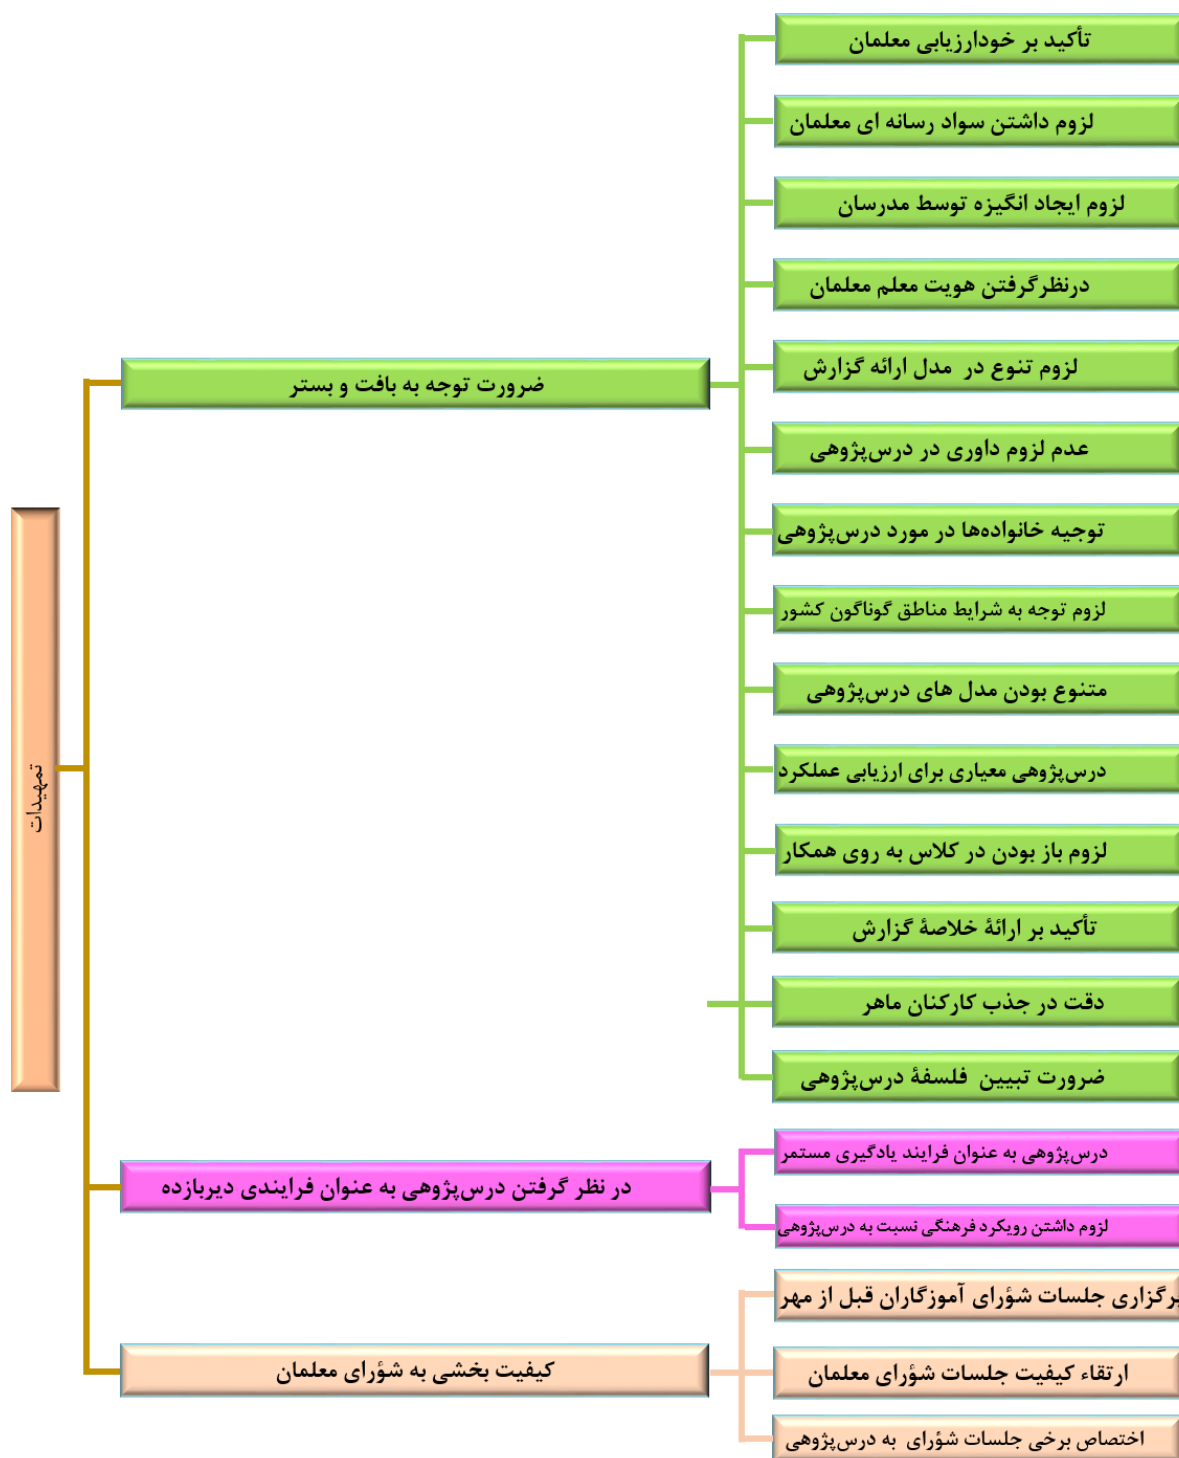 تمهیدات
ضرورت توجه به بافت و بستر
تأکید بر خودارزیابی معلمان
لزوم داشتن سواد رسانه ای معلمان
لزوم ایجاد انگیزه توسط مدرسان
درنظرگرفتن هویت معلم معلمان
لزوم تنوع در مدل ارائه گزارش
عدم لزوم داوری در درس‌پژوهی
توجیه خانواده‌ها در مورد درس‌پژوهی
لزوم توجه به شرایط مناطق گوناگون کشور
متنوع بودن مدل های درس‌پژوهی
درس‌پژوهی معیاری برای ارزیابی عملکرد
لزوم باز بودن در کلاس به روی همکار
تأکید بر ارائهٔ خلاصهٔ گزارش
دقت در جذب کارکنان ماهر
ضرورت تبیین فلسفهٔ درس‌پژوهی
در نظر گرفتن درس‌پژوهی به عنوان فرایندی دیربازده
درس‌پژوهی به عنوان فرایند یادگیری مستمر
لزوم داشتن رویکرد فرهنگی نسبت به درس‌پژوهی
کیفیت بخشی به شؤرای معلمان
برگزاری جلسات شؤرای آموزگاران قبل از مهر
ارتقاء کیفیت جلسات شؤرای معلمان
اختصاص برخی جلسات شؤرای به درس‌پژوهی